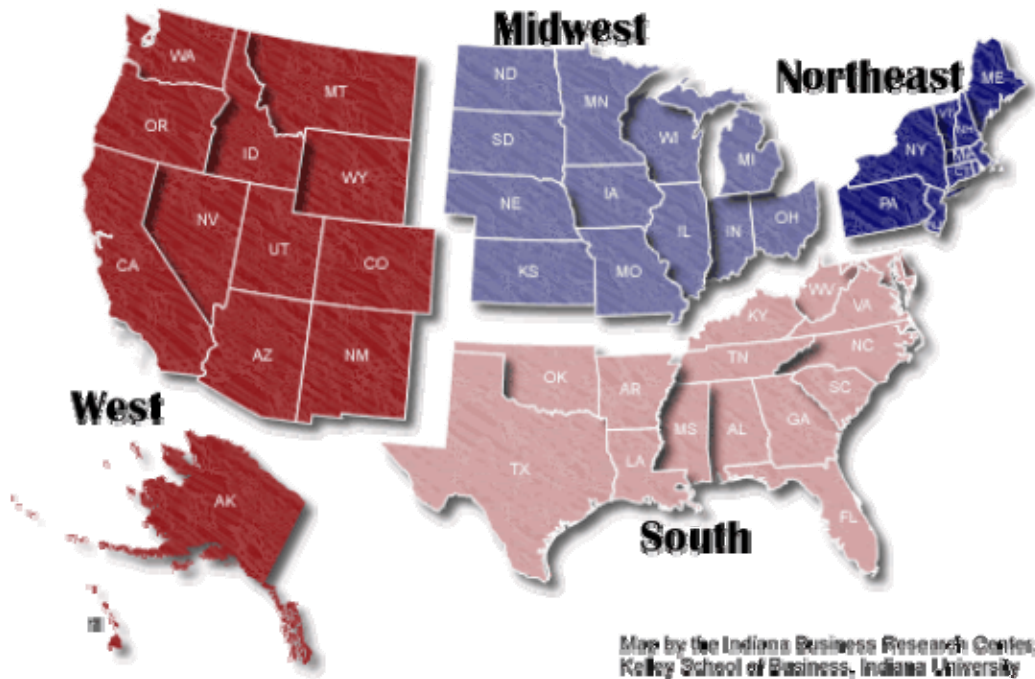 Midwest
Northeast
West
South
WA
MT
OR
ID
WY
NV
UT
CO
CA
AZ
NM
AK
ND
MN
SD
WI
MI
NE
IA
IL
IN
OH
KS
MO
ME
VT
NH
NY
MA
CT
PA
WV
VA
KY
NC
TN
OK
AR
SC
MS
AL
GA
TX
LA
FL
Map by the Indiana Business Research Center,
Kelley School of Business, Indiana University